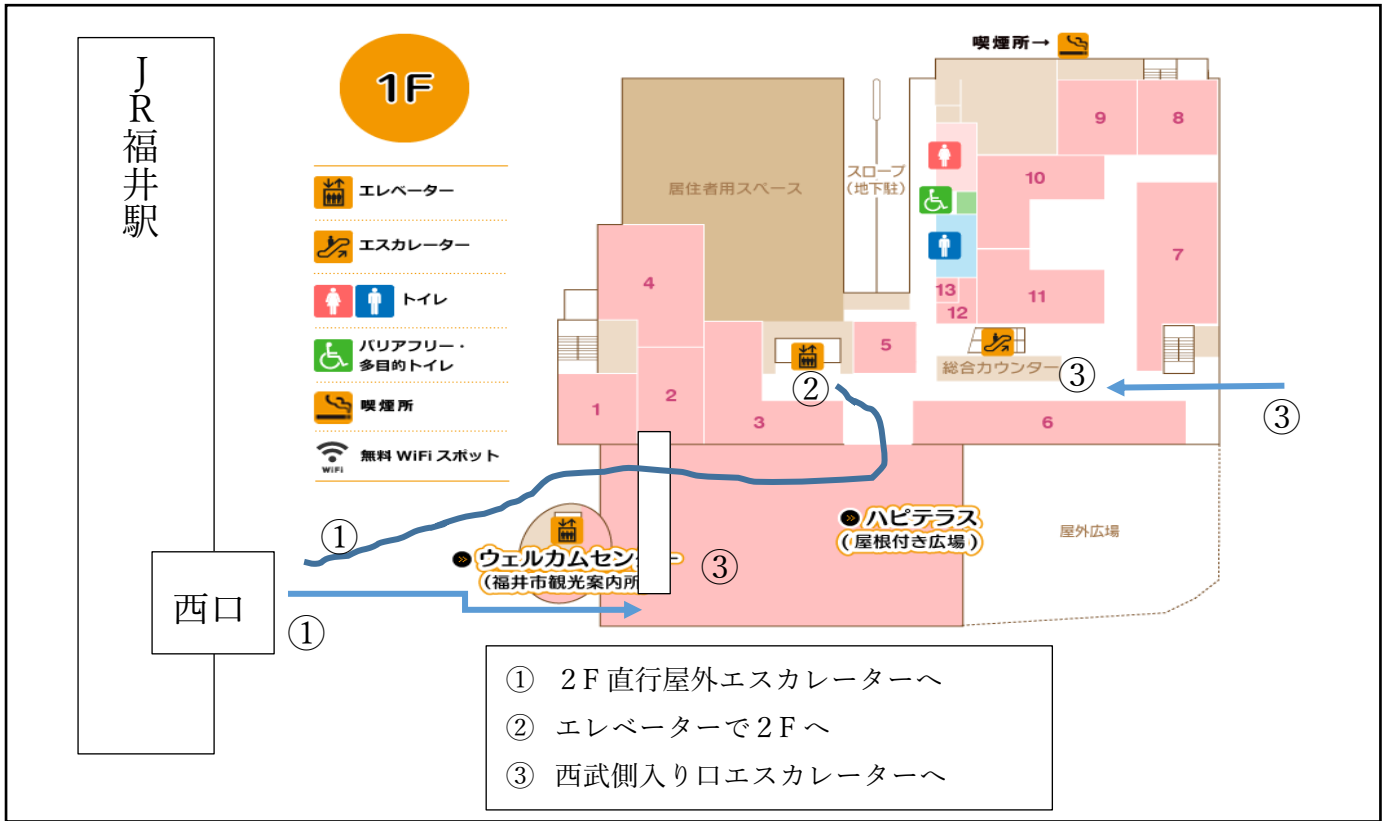 JR福井駅
西口
1F
エレベーター
エスカレーター
トイレ
バリアフリー・
多目的トイレ
喫煙所
WiFi
無料 WiFi スポット
喫煙所→
居住者用スペース
スロープ
(地下駐)
9
8
10
7
4
13
12
11
5
総合カウンター
③
②
1
2
3
6
③
①
ウェルカムセンター
(福井市観光案内所
③
ハピテラス
(屋根付き広場)
屋外広場
①
① 2F直行屋外エスカレーターへ
② エレベーターで2Fへ
③ 西武側入り口エスカレーターへ